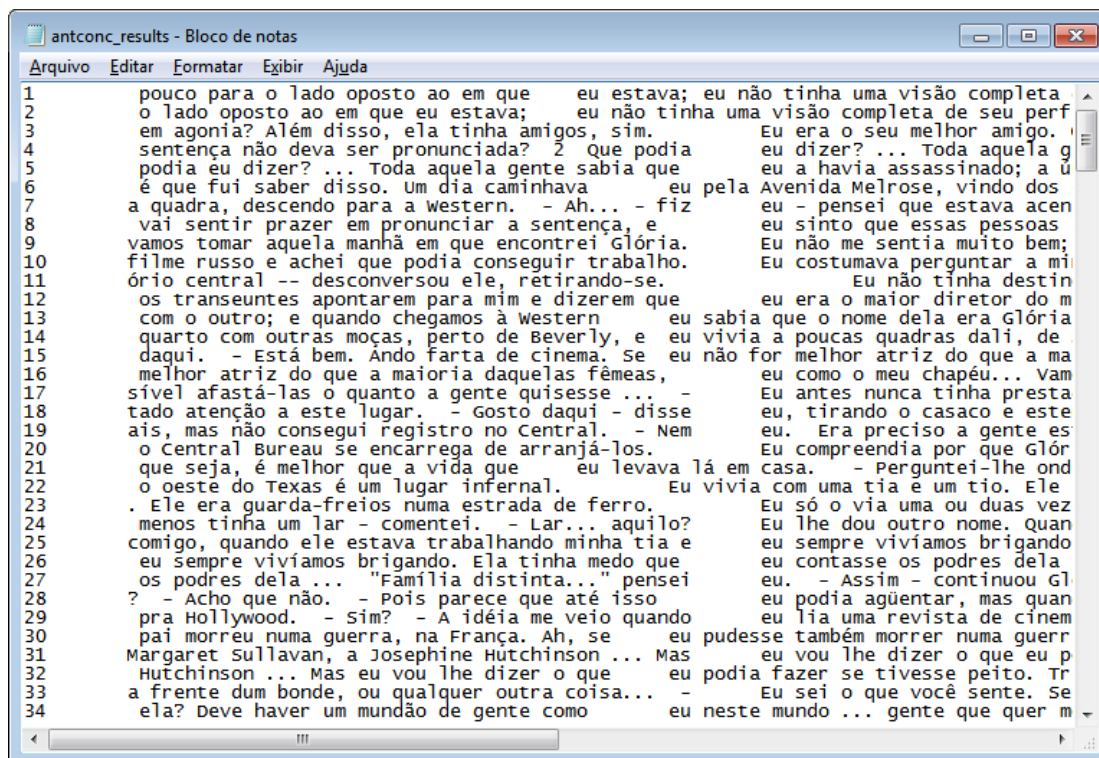 antconc_results - Bloco de notas
Arquivo Editar Formatar Exibir Ajuda
1 pouco para o lado oposto ao em que eu estava; eu não tinha uma visão completa
2 o lado oposto ao em que eu estava; eu não tinha uma visão completa de seu perf
3 em agonia? Além disso, ela tinha amigos, sim. Eu era o seu melhor amigo.
4 sentença não deva ser pronunciada? 2 Que podia eu dizer? ... Toda aquela g
5 podia eu dizer? ... Toda aquela gente sabia que eu a havia assassinado; a ú
6 é que fui saber disso. Um dia caminhava eu pela Avenida Melrose, vindo dos
7 a quadra, descendo para a Western. - Ah... - fiz eu - pensei que estava acen
8 vai sentir prazer em pronunciar a sentença, e eu sinto que essas pessoas
9 vamos tomar aquela manhã em que encontrei Glória. Eu não me sentia muito bem;
10 filme russo e achei que podia conseguir trabalho. Eu costumava perguntar a mi
11 ório central -- desconversou ele, retirando-se. Eu não tinha destin
12 os transeuntes apontarem para mim e dizerem que eu era o maior diretor do m
13 com o outro; e quando chegamos à Western eu sabia que o nome dela era Glória
14 quarto com outras moças, perto de Beverly, e eu vivia a poucas quadras dali, de
15 daqui. - Está bem. Ando farta de cinema. Se eu não for melhor atriz do que a ma
16 melhor atriz do que a maioria daquelas fêmeas, eu como o meu chapéu... Vam
17 sível afastá-las o quanto a gente quisesse ... - Eu antes nunca tinha presta
18 tado atenção a este lugar. - Gosto daqui - disse eu, tirando o casaco e este
19 ais, mas não consegui registro no Central. - Nem eu. Era preciso a gente es
20 o Central Bureau se encarrega de arranjá-los. Eu compreendia por que Glór
21 que seja, é melhor que a vida que eu levava lá em casa. - Perguntei-lhe ond
22 o oeste do Texas é um lugar infernal. Eu vivia com uma tia e um tio. Ele
23 . Ele era guarda-freios numa estrada de ferro. Eu só o via uma ou duas vez
24 menos tinha um lar - comentei. - Lar... aquilo? Eu lhe dou outro nome. Quan
25 comigo, quando ele estava trabalhando minha tia e eu sempre vivíamos brigando
26 eu sempre vivíamos brigando. Ela tinha medo que eu contasse os podres dela
27 os podres dela ... "Família distinta..." pensei eu. - Assim - continuou Gl
28 ? - Acho que não. - Pois parece que até isso eu podia agüentar, mas quan
29 pra Hollywood. - Sim? - A idéia me veio quando eu lia uma revista de cinem
30 pai morreu numa guerra, na França. Ah, se eu pudesse também morrer numa guerr
31 Margaret Sullavan, a Josephine Hutchinson ... Mas eu vou lhe dizer o que eu p
32 Hutchinson ... Mas eu vou lhe dizer o que eu podia fazer se tivesse peito. Tr
33 a frente dum bonde, ou qualquer outra coisa... - Eu sei o que você sente. Se
34 ela? Deve haver um mundão de gente como eu neste mundo ... gente que quer m